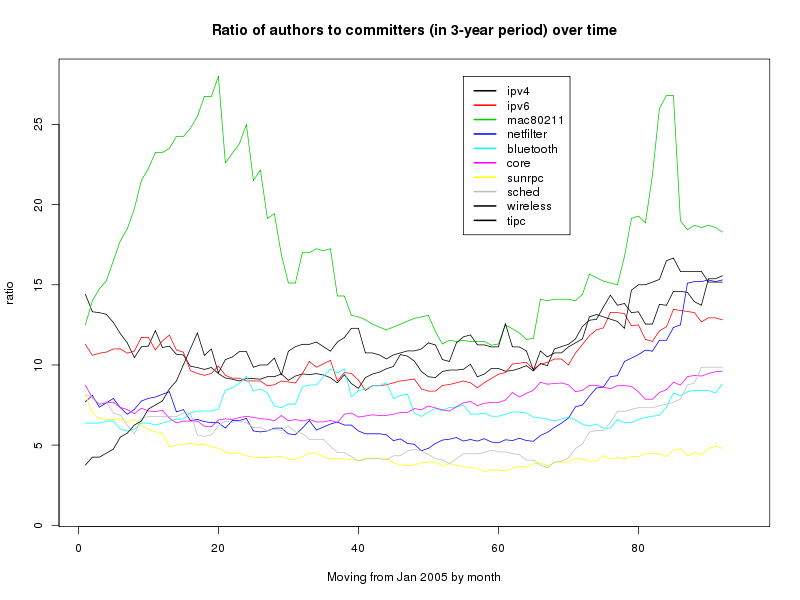 Ratio of authors to committers (in 3-year period) over time
ratio
25
20
15
10
5
0
ipv4
ipv6
mac80211
netfilter
bluetooth
core
sunrpc
sched
wireless
tipc
0 20 40 60 80
Moving from Jan 2005 by month